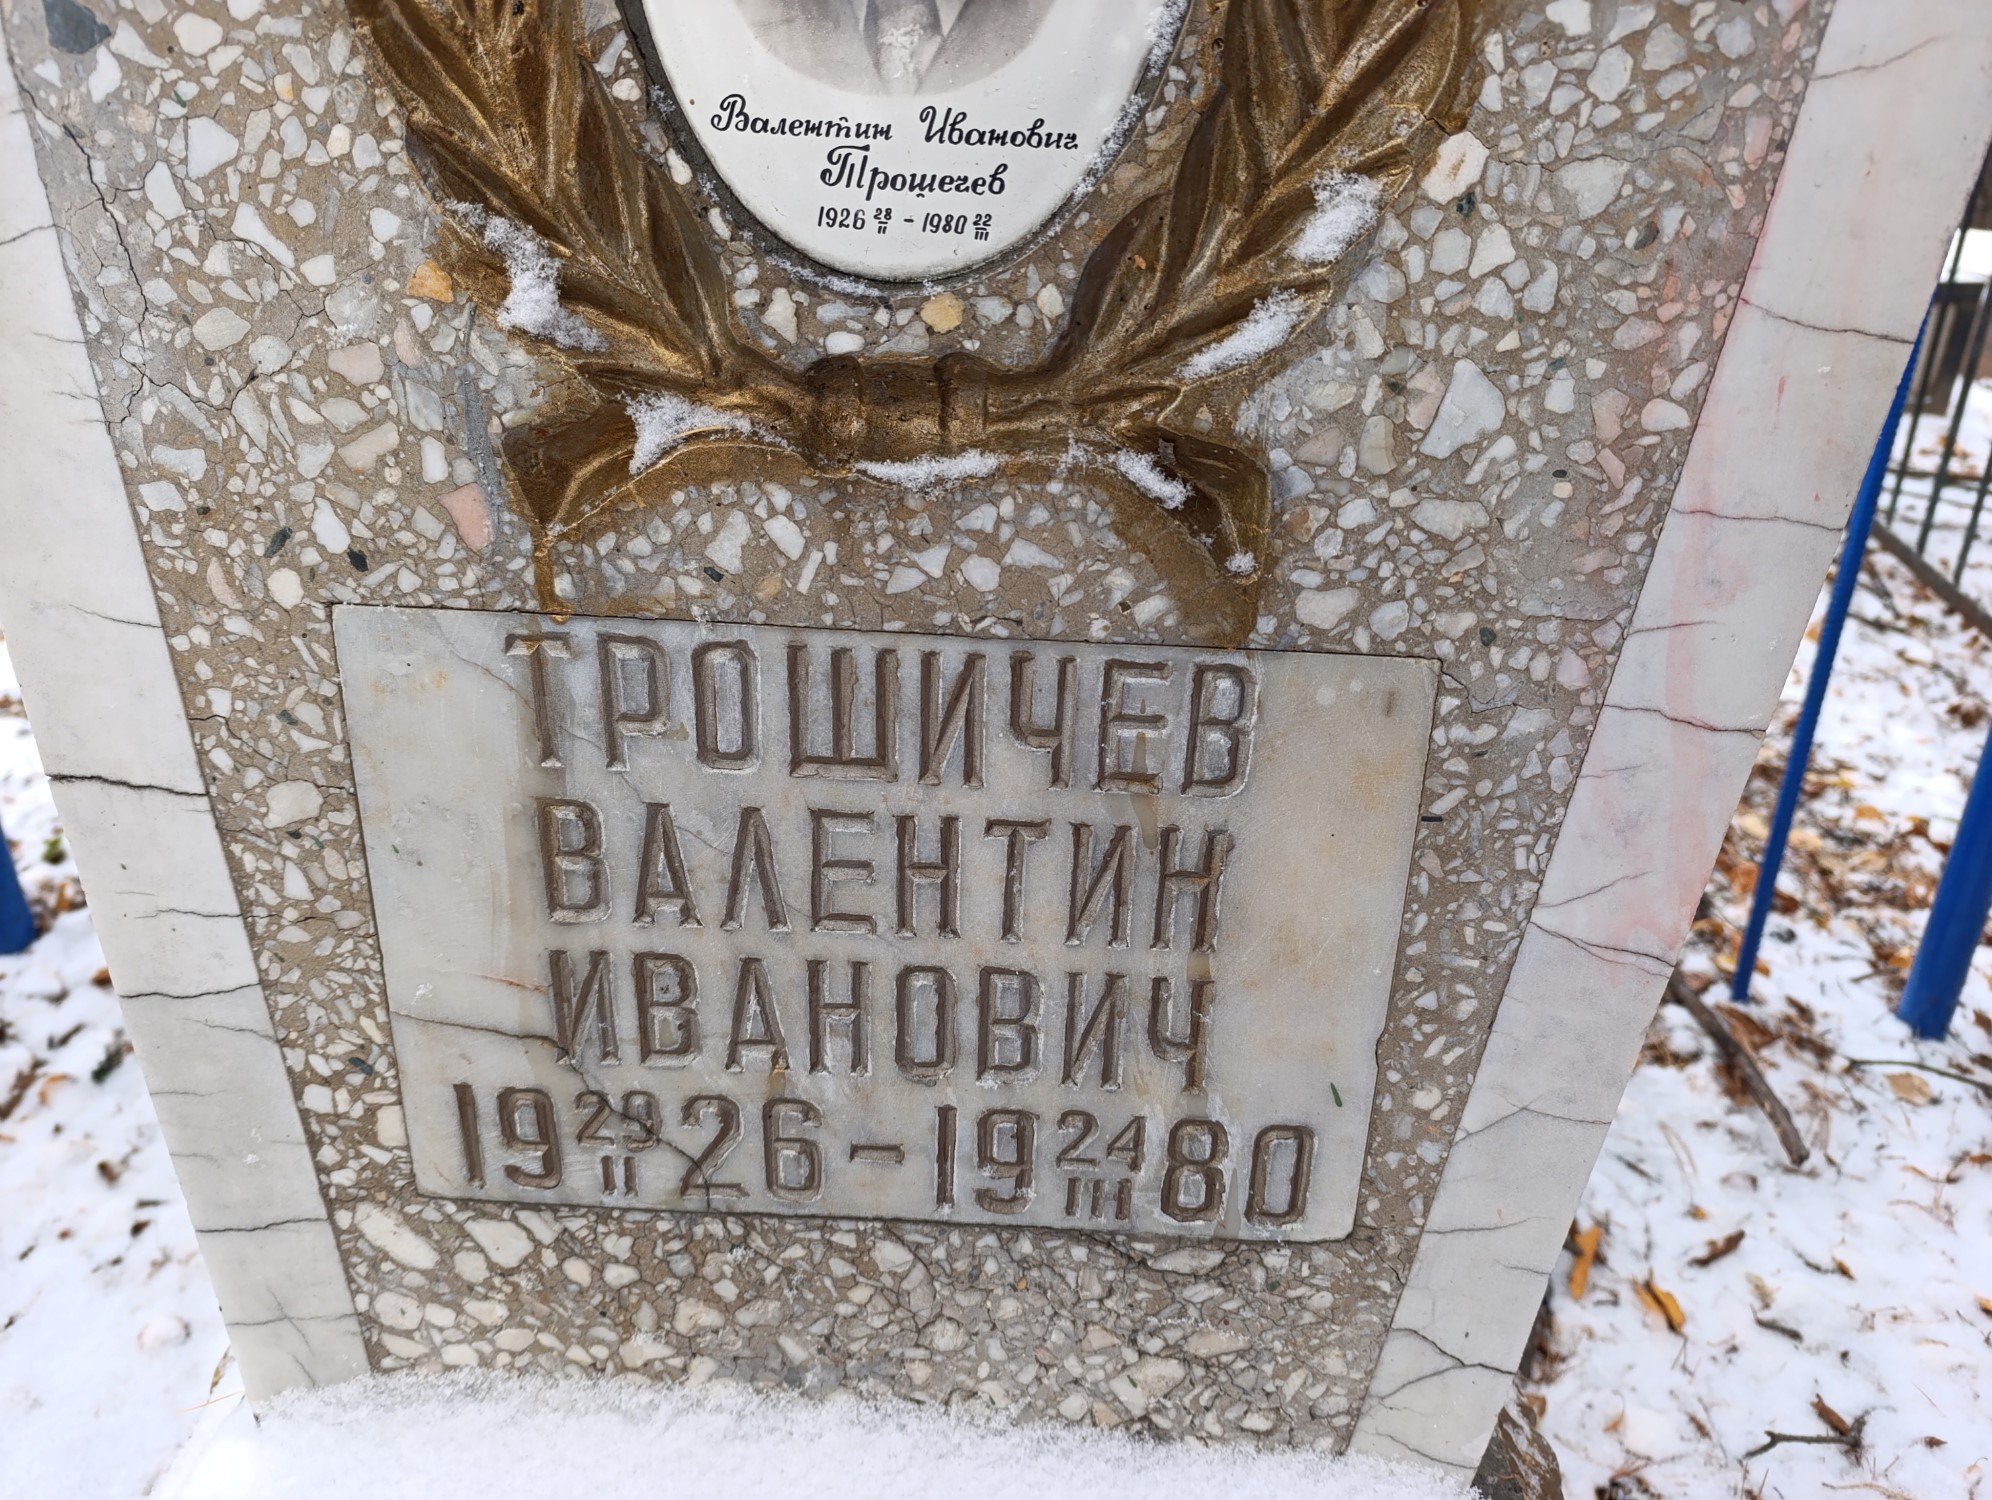 Валентин Иванович
Трошечев
1926 28/II - 1980 22/III
ТРОШИЧЕВ
ВАЛЕНТИН
ИВАНОВИЧ
19 29/II 26 - 19 24/III 80